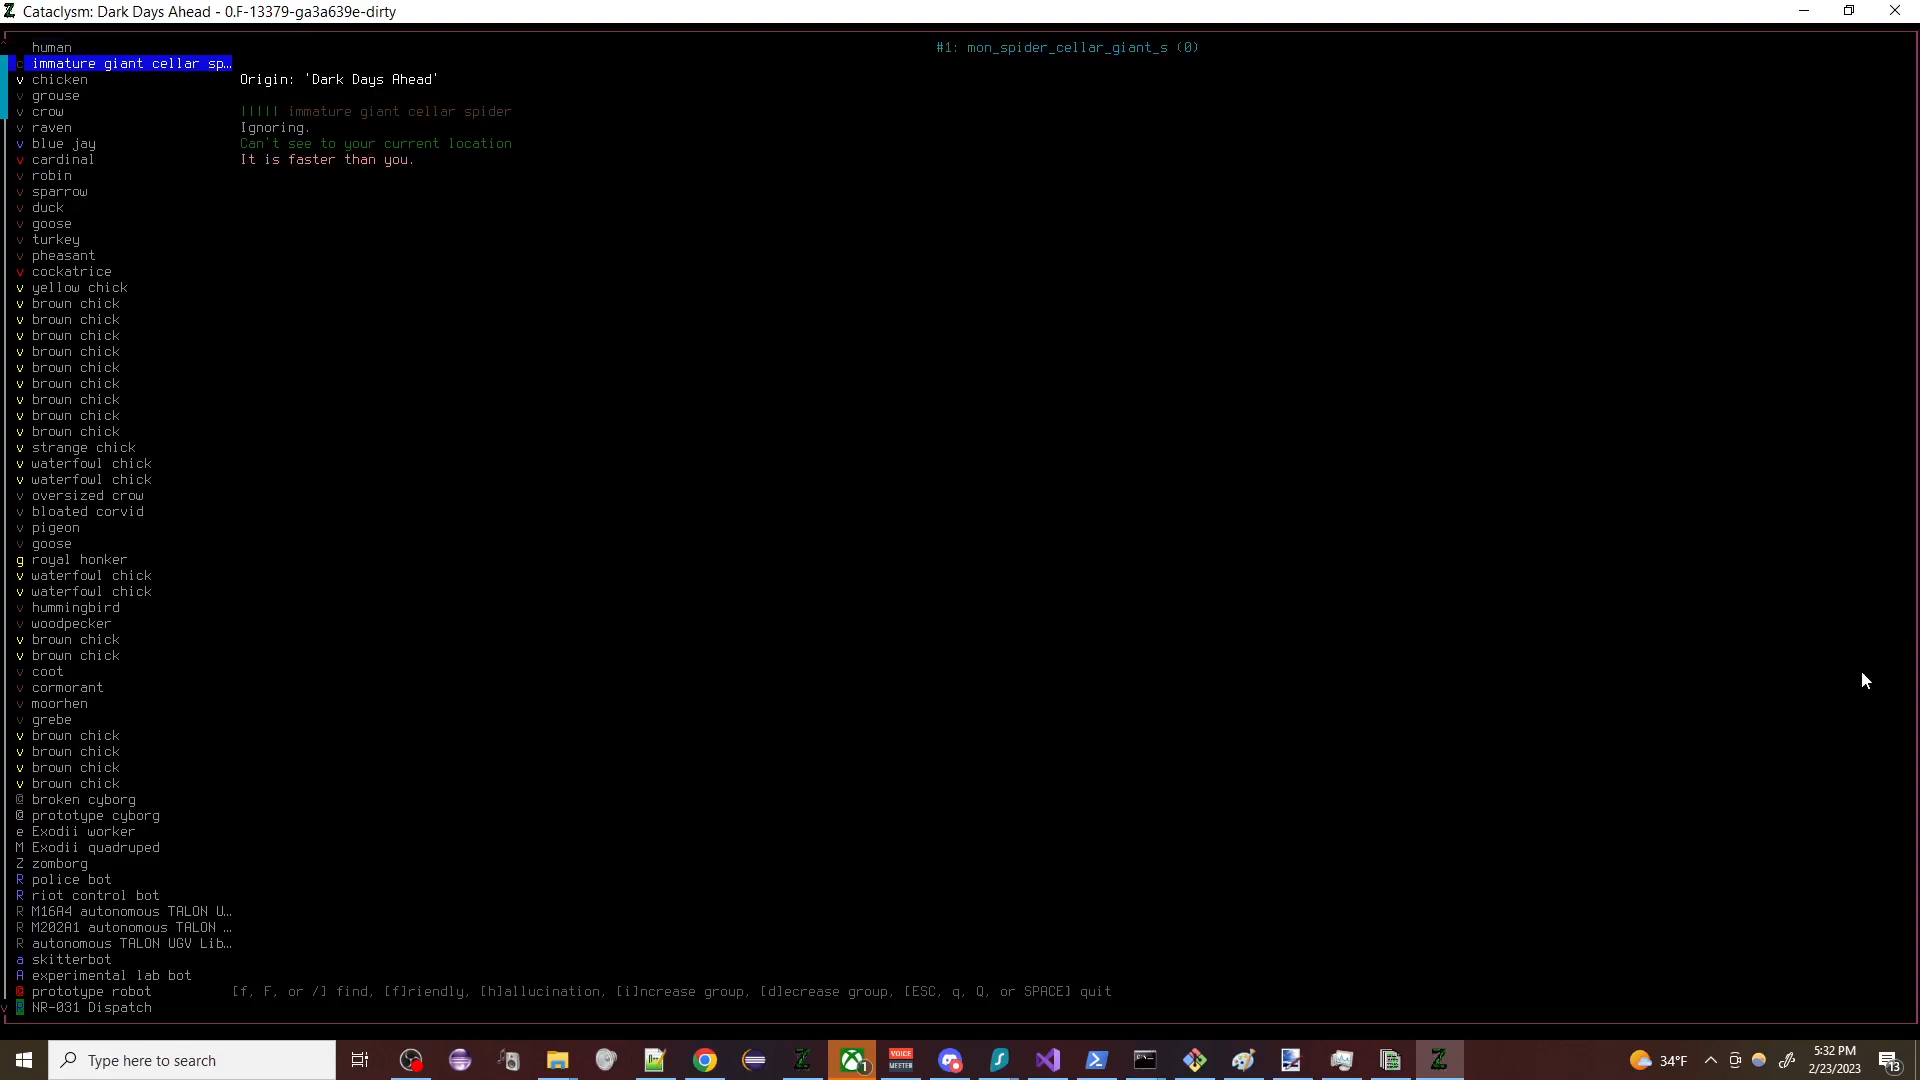 Cataclysm: Dark Days Ahead - 0.F-13379-ga3a639e-dirty
#1: mon_spider_cellar_giant_s (0)
human
c immature giant cellar sp…
v chicken
v grouse
v crow
v raven
v blue jay
v cardinal
v robin
v sparrow
v duck
v goose
v turkey
v pheasant
v cockatrice
v yellow chick
v brown chick
v brown chick
v brown chick
v brown chick
v brown chick
v brown chick
v brown chick
v brown chick
v brown chick
v strange chick
v waterfowl chick
v waterfowl chick
v oversized crow
v bloated corvid
v pigeon
v goose
g royal honker
v waterfowl chick
v waterfowl chick
v hummingbird
v woodpecker
v brown chick
v brown chick
v coot
v cormorant
v moorhen
v grebe
v brown chick
v brown chick
v brown chick
v brown chick
@ broken cyborg
@ prototype cyborg
e Exodii worker
M Exodii quadruped
Z zomborg
R police bot
R riot control bot
R M16A4 autonomous TALON U…
R M202A1 autonomous TALON …
R autonomous TALON UGV Lib…
a skitterbot
A experimental lab bot
@ prototype robot
R NR-031 Dispatch
Origin: 'Dark Days Ahead'
||||| immature giant cellar spider
Ignoring.
Can't see to your current location
It is faster than you.
[f, F, or /] find, [f]riendly, [h]allucination, [i]ncrease group, [d]ecrease group, [ESC, q, Q, or SPACE] quit
Type here to search
VOICE
MEETER
1
34°F
5:32 PM
2/23/2023
13